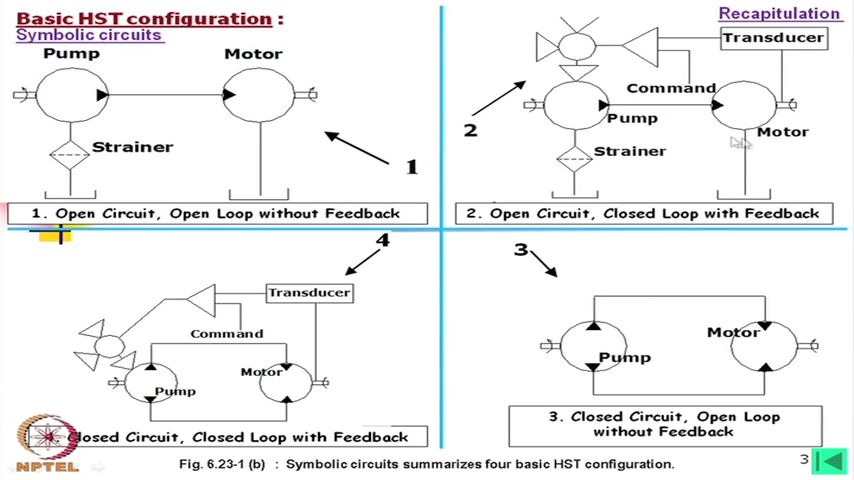 Basic HST configuration :
Symbolic circuits
Recapitulation
Pump
Motor
Strainer
1
1. Open Circuit, Open Loop without Feedback
Transducer
Command
2
Pump
Motor
Strainer
2. Open Circuit, Closed Loop with Feedback
4
Transducer
Command
Motor
Pump
Closed Circuit, Closed Loop with Feedback
3
Motor
Pump
3. Closed Circuit, Open Loop
without Feedback
NPTEL
Fig. 6.23-1 (b) : Symbolic circuits summarizes four basic HST configuration.
3